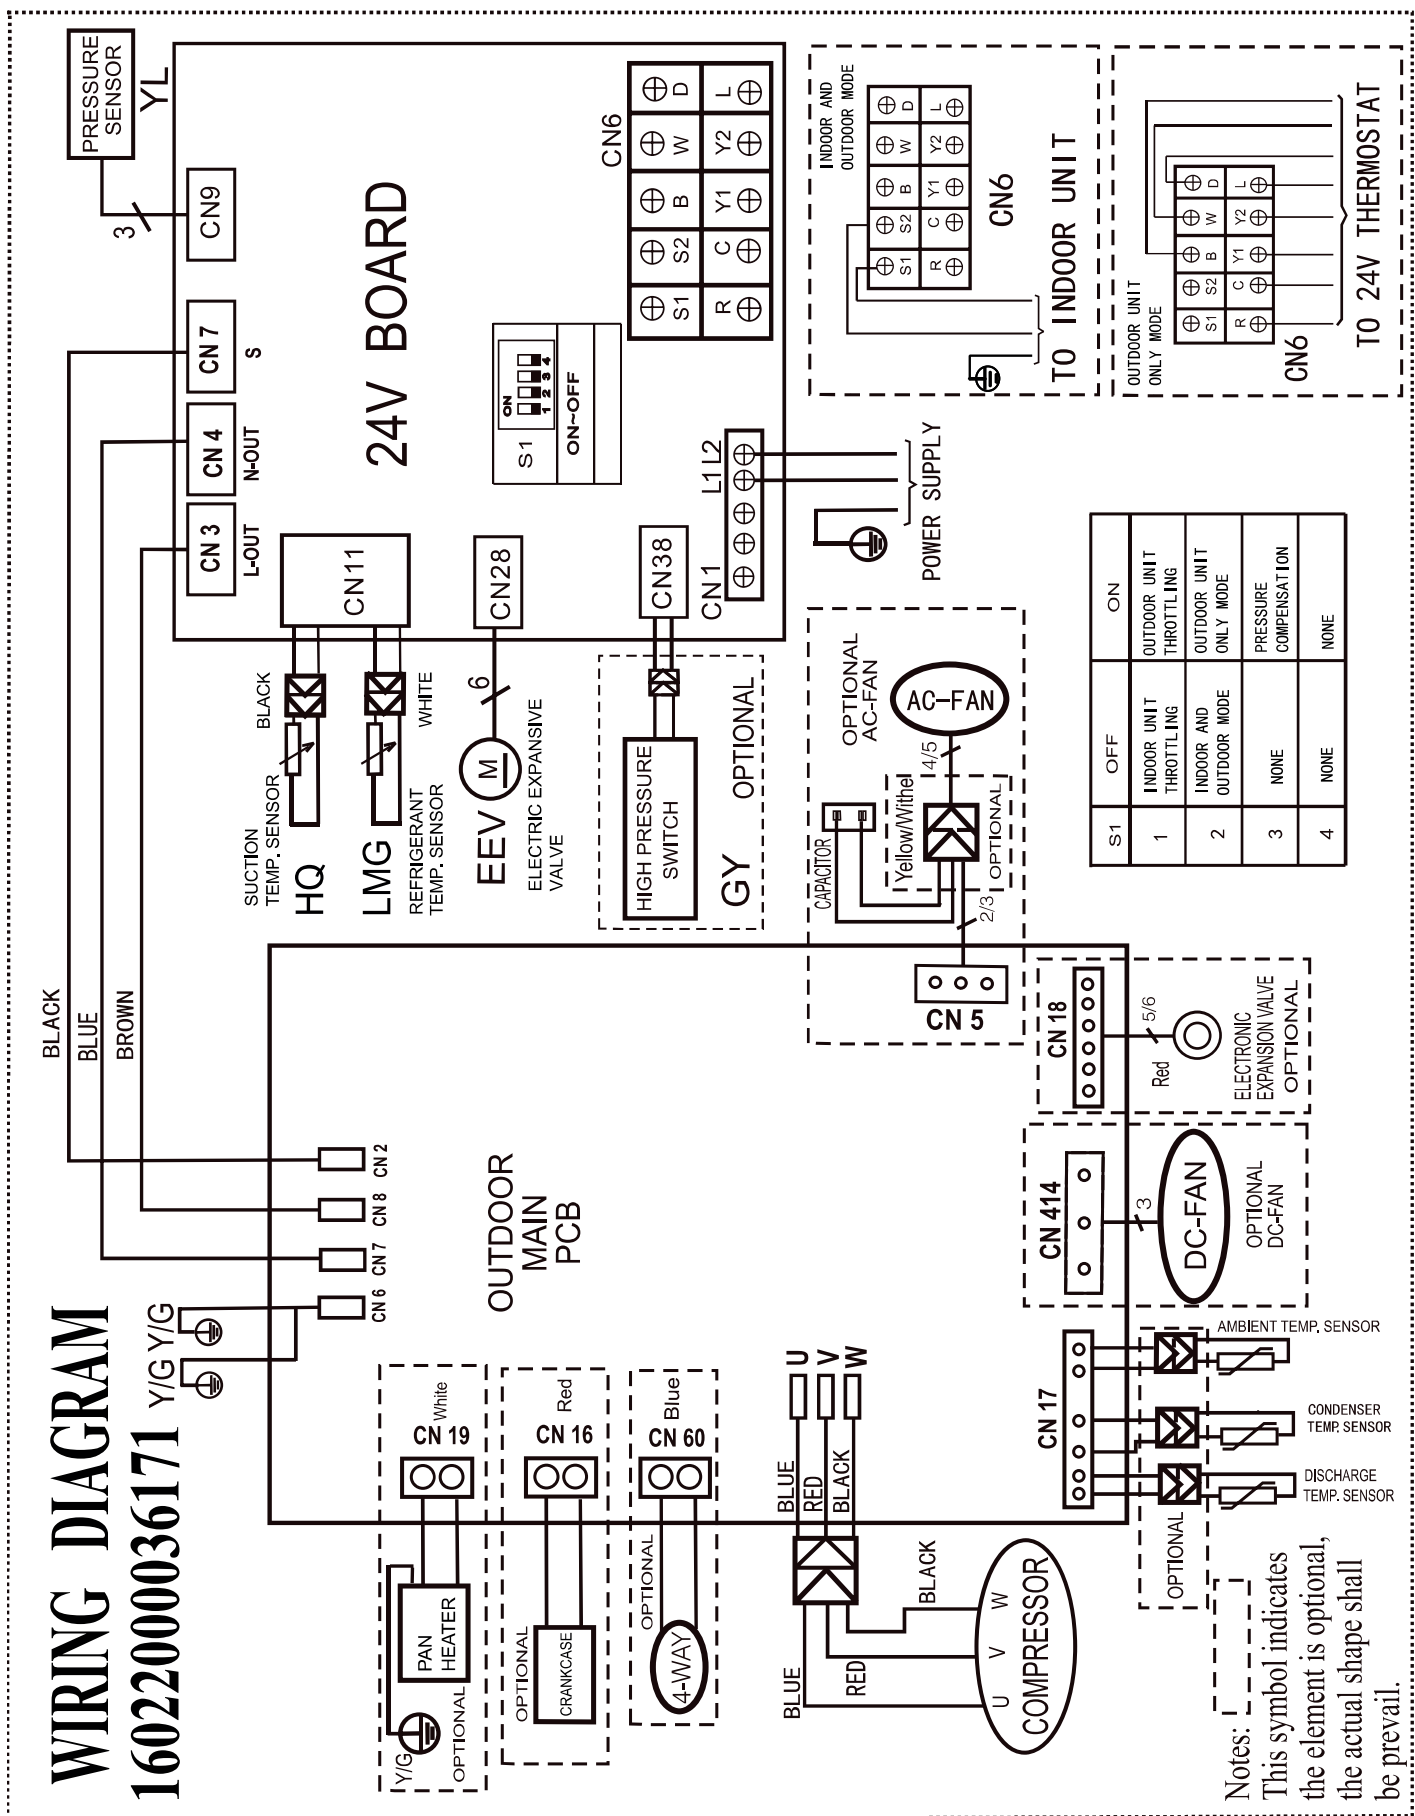 WIRING DIAGRAM
16022000036171
Y/G
Y/G
BLACK
BLUE
BROWN
PRESSURE
SENSOR
YL
3
CN9
CN 7
S
CN 4
N-OUT
CN 3
L-OUT
24V BOARD
S1
ON
1 2 3 4
ON~OFF
CN6
D
W
B
S2
S1
L
Y2
Y1
C
R
CN11
CN28
CN38
CN1
L1
L2
POWER SUPPLY
BLACK
SUCTION
TEMP. SENSOR
HQ
WHITE
LMG
REFRIGERANT
TEMP. SENSOR
6
M
EEV
ELECTRIC EXPANSIVE
VALVE
HIGH PRESSURE
SWITCH
OPTIONAL
GY
INDOOR AND
OUTDOOR MODE
D
W
B
S2
S1
L
Y2
Y1
C
R
CN6
TO INDOOR UNIT
OUTDOOR UNIT
ONLY MODE
D
W
B
S2
S1
L
Y2
Y1
C
R
CN6
TO 24V THERMOSTAT
OPTIONAL
AC-FAN
AC-FAN
4/5
Yellow/Withe
OPTIONAL
CAPACITOR
2/3
CN 5
S1
OFF
ON
1
INDOOR UNIT
THROTTLING
OUTDOOR UNIT
THROTTLING
2
INDOOR AND
OUTDOOR MODE
OUTDOOR UNIT
ONLY MODE
3
NONE
PRESSURE
COMPENSATION
4
NONE
NONE
CN 18
5/6
Red
ELECTRONIC
EXPANSION VALVE
OPTIONAL
CN 414
3
DC-FAN
OPTIONAL
DC-FAN
OUTDOOR
MAIN
PCB
CN 2
CN 8
CN 7
CN 6
White
CN 19
PAN
HEATER
Y/G
OPTIONAL
Red
CN 16
OPTIONAL
CRANKCASE
Blue
CN 60
OPTIONAL
4-WAY
U
V
W
BLUE
RED
BLACK
BLUE
RED
BLACK
U
V
W
COMPRESSOR
CN 17
AMBIENT TEMP. SENSOR
CONDENSER
TEMP. SENSOR
DISCHARGE
TEMP. SENSOR
OPTIONAL
Notes:
This symbol indicates
the element is optional,
the actual shape shall
be prevail.